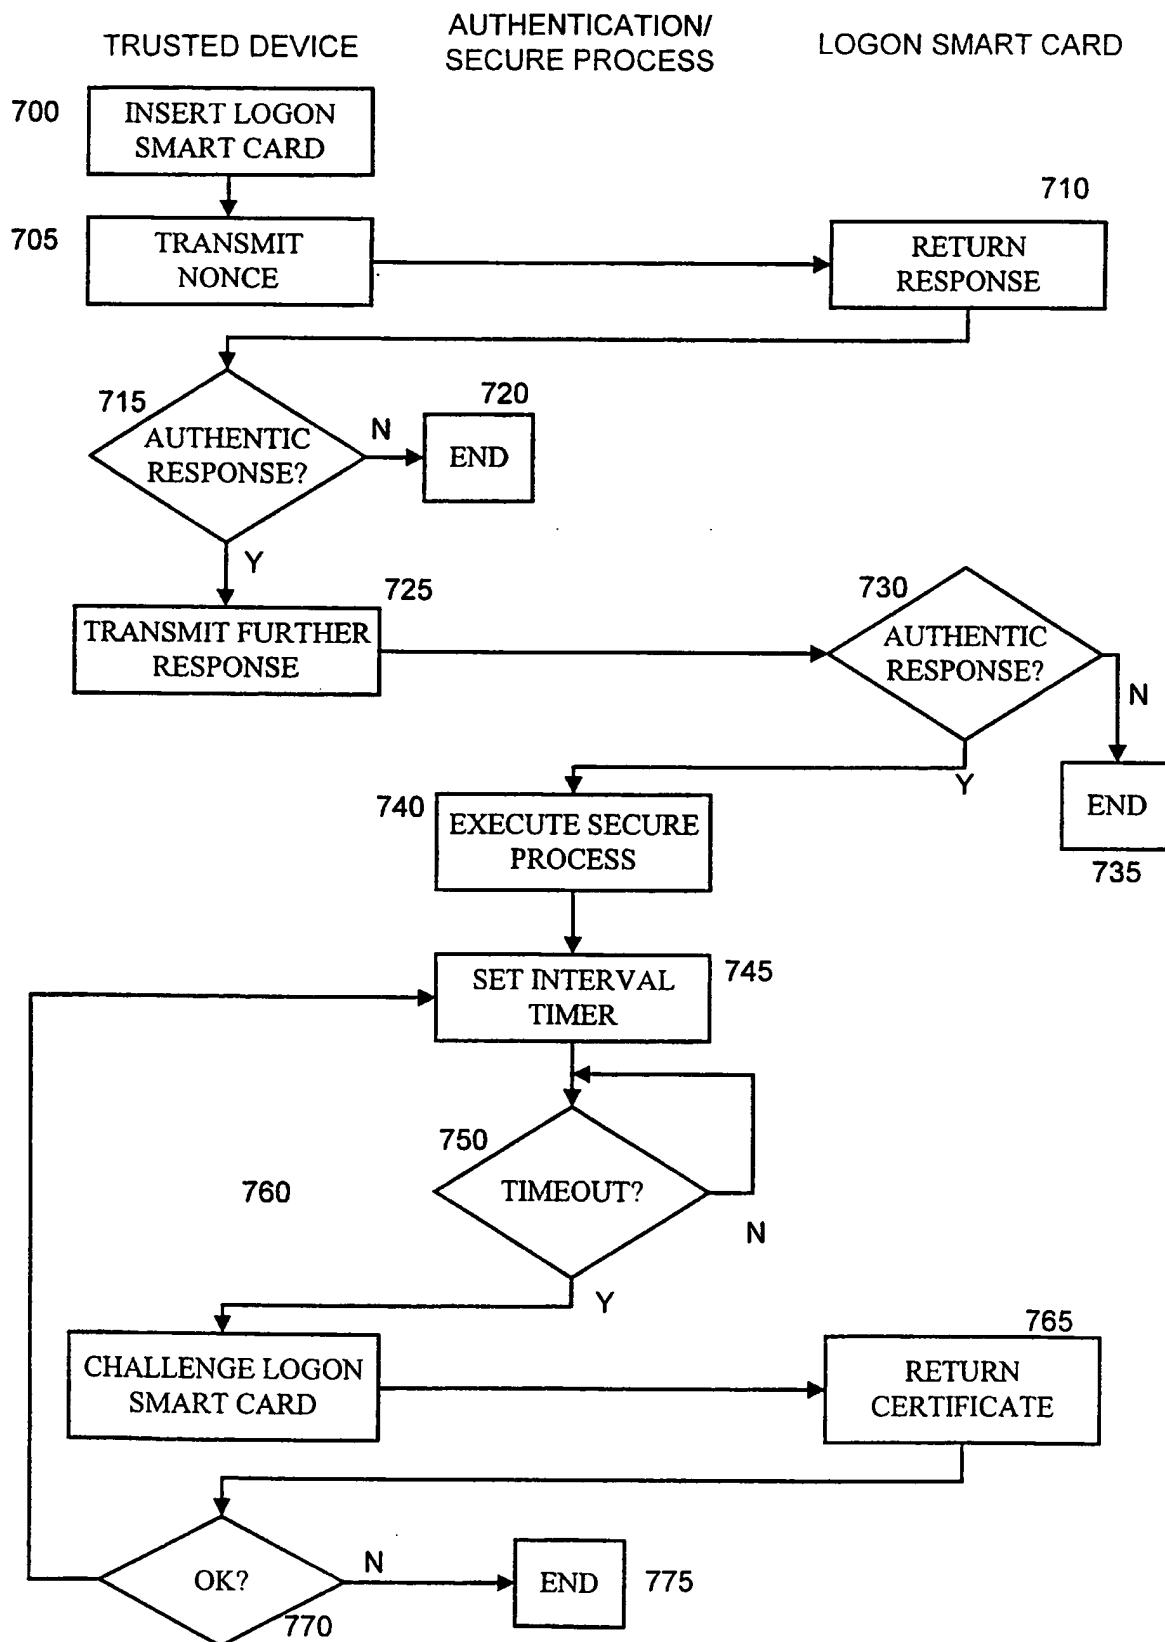 TRUSTED DEVICE
AUTHENTICATION/
SECURE PROCESS
LOGON SMART CARD
700
INSERT LOGON
SMART CARD
705
TRANSMIT
NONCE
710
RETURN
RESPONSE
715
AUTHENTIC
RESPONSE?
N
720
END
Y
725
TRANSMIT FURTHER
RESPONSE
730
AUTHENTIC
RESPONSE?
N
Y
END
735
740
EXECUTE SECURE
PROCESS
745
SET INTERVAL
TIMER
750
TIMEOUT?
N
Y
760
CHALLENGE LOGON
SMART CARD
765
RETURN
CERTIFICATE
OK?
770
N
END
775